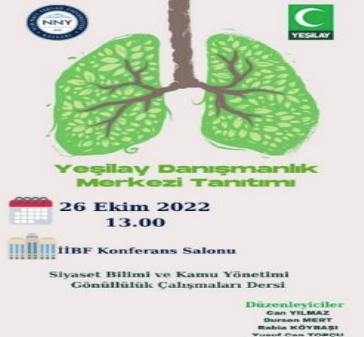 NNY
YEŞİLAY
Yeşilay Danışmanlık
Merkezi Tanıtımı
26 Ekim 2022
13.00
İİBF Konferans Salonu
Siyaset Bilimi ve Kamu Yönetimi
Gönüllülük Çalışmaları Dersi
Düzenleyiciler
Can YILMAZ
Dursen MERT
Rabia KÖYBAŞI
Yusuf Can TOPÇU